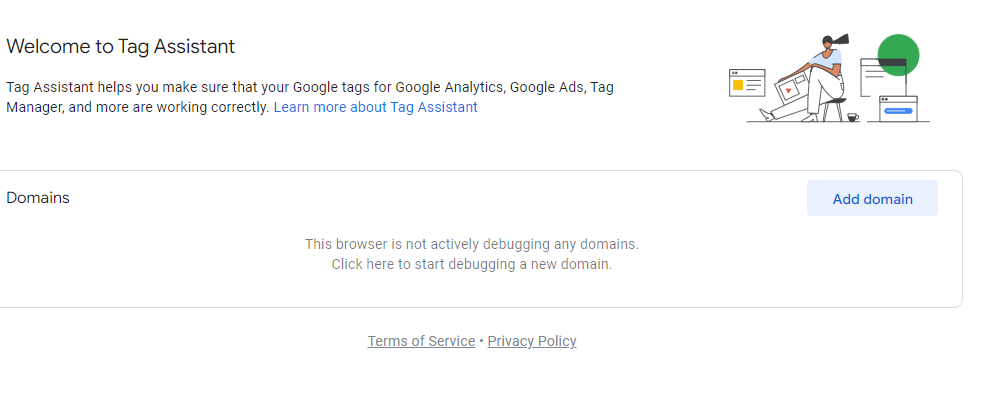 Welcome to Tag Assistant
Tag Assistant helps you make sure that your Google tags for Google Analytics, Google Ads, Tag
Manager, and more are working correctly. Learn more about Tag Assistant
Domains
Add domain
This browser is not actively debugging any domains.
Click here to start debugging a new domain.
Terms of Service • Privacy Policy